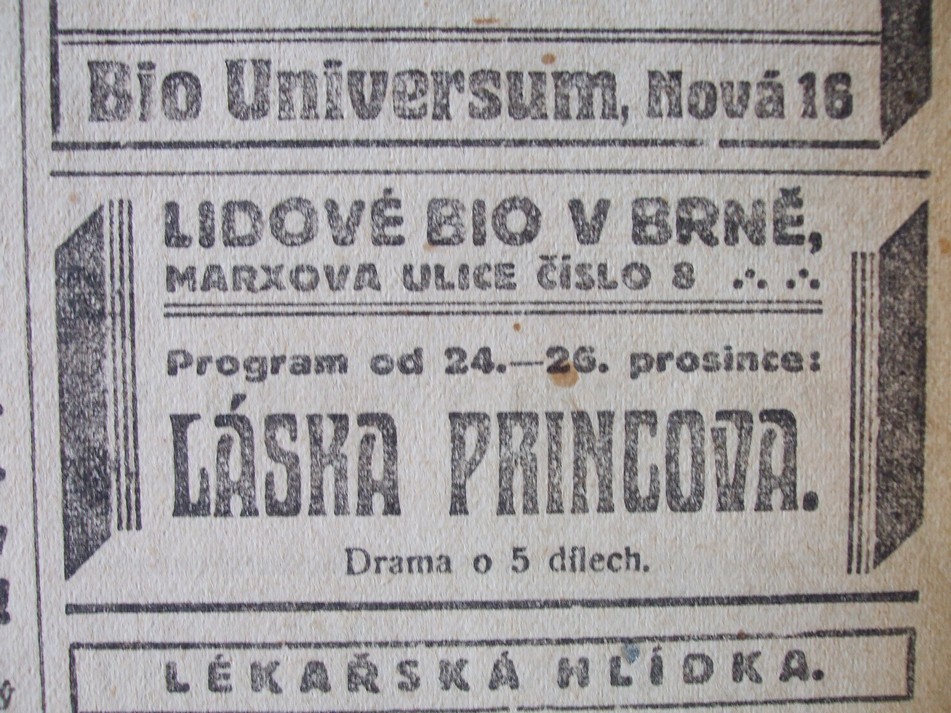 Bio Universum, Nová 16
LIDOVÉ BIO V BRNĚ,
MARXOVA ULICE ČÍSLO 8
Program od 24.—26. prosince:
LÁSKA PRINCOVA.
Drama o 5 dílech.
LÉKAŘSKÁ HLÍDKA.